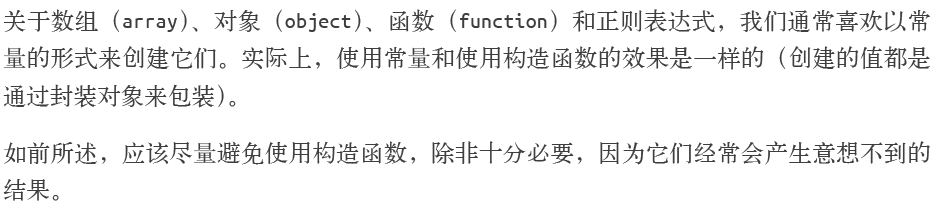 关于数组（array）、对象（object）、函数（function）和正则表达式，我们通常喜欢以常
量的形式来创建它们。实际上，使用常量和使用构造函数的效果是一样的（创建的值都是
通过封装对象来包装）。
如前所述，应该尽量避免使用构造函数，除非十分必要，因为它们经常会产生意想不到的
结果。